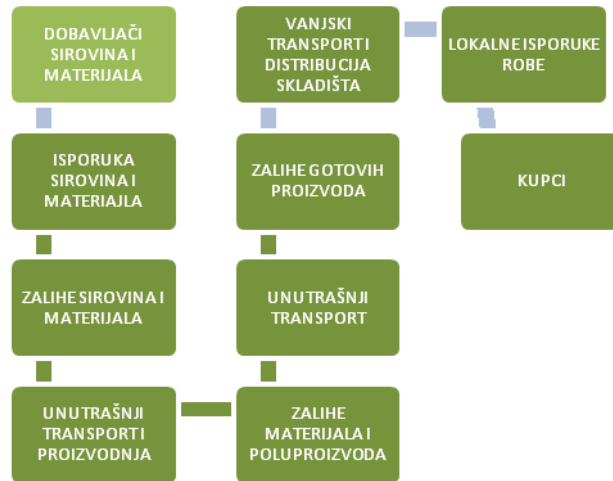 DOBAVLJAČI
SIROVINA I
MATERIJALA
ISPORUKA
SIROVINA I
MATERIAJLA
ZALIHE SIROVINA I
MATERIJALA
UNUTRAŠNJI
TRANSPORT I
PROIZVODNJA
ZALIHE
MATERIJALA I
POLUPROIZVODA
UNUTRAŠNJI
TRANSPORT
ZALIHE GOTOVIH
PROIZVODA
VANJSKI
TRANSPORT I
DISTRIBUCIJA
SKLADIŠTA
LOKALNE ISPORUKE
ROBE
KUPCI